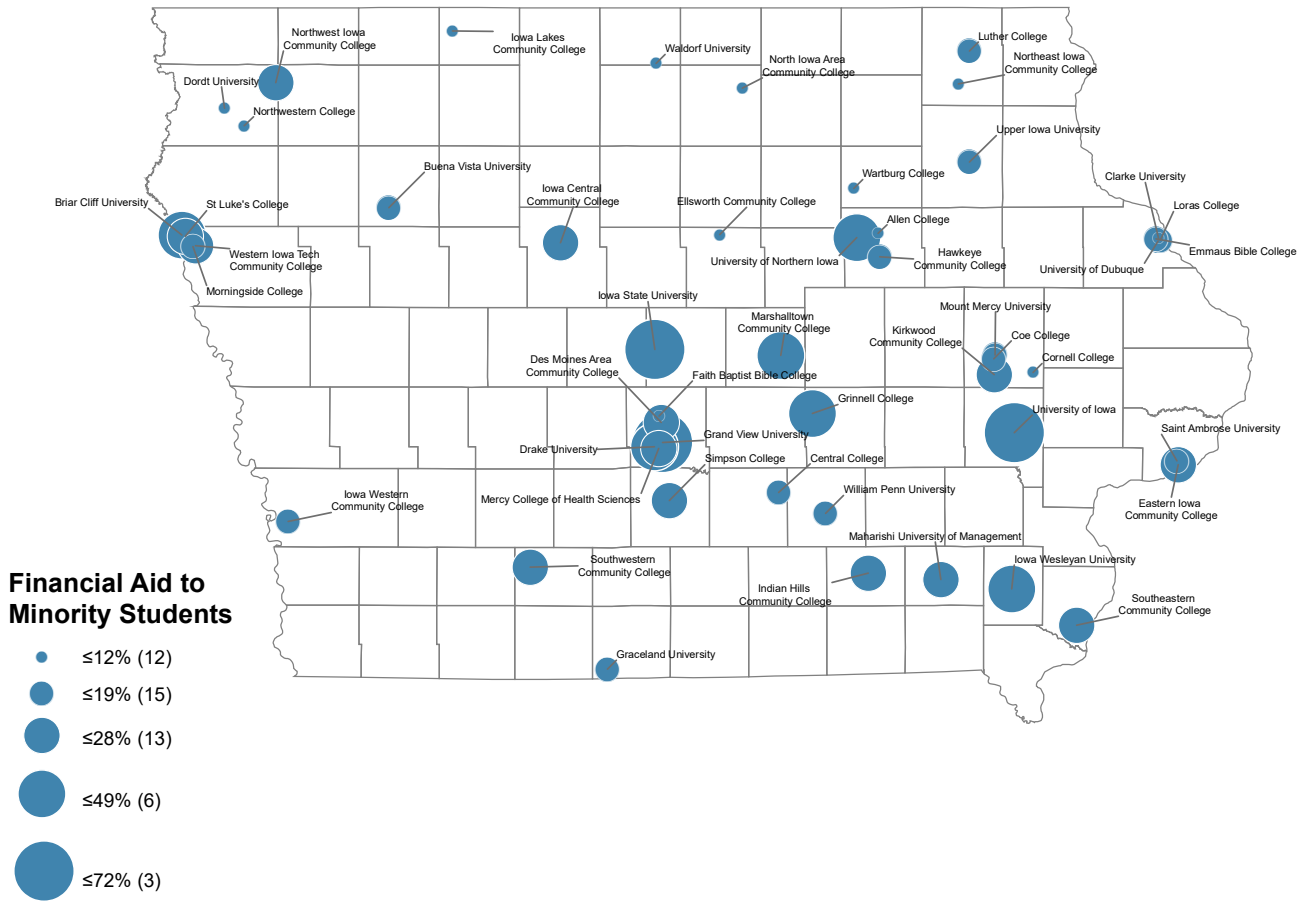 Northwest Iowa
Community College
Iowa Lakes
Community College
Waldorf University
North Iowa Area
Community College
Luther College
Northeast Iowa
Community College
Dordt University
Northwestern College
Upper Iowa University
Buena Vista University
Iowa Central
Community College
Wartburg College
Clarke University
Briar Cliff University
St Luke's College
Ellsworth Community College
Allen College
Loras College
Western Iowa Tech
Community College
University of Northern Iowa
Hawkeye
Community College
Emmaus Bible College
University of Dubuque
Morningside College
Iowa State University
Marshalltown
Community College
Mount Mercy University
Kirkwood
Community College
Coe College
Cornell College
Des Moines Area
Community College
Faith Baptist Bible College
Grinnell College
University of Iowa
Drake University
Grand View University
Saint Ambrose University
Simpson College
Central College
Mercy College of Health Sciences
Iowa Western
Community College
William Penn University
Eastern Iowa
Community College
Maharishi University of Management
Southwestern
Community College
Indian Hills
Community College
Iowa Wesleyan University
Southeastern
Community College
Graceland University
Financial Aid to
Minority Students
≤12% (12)
≤19% (15)
≤28% (13)
≤49% (6)
≤72% (3)